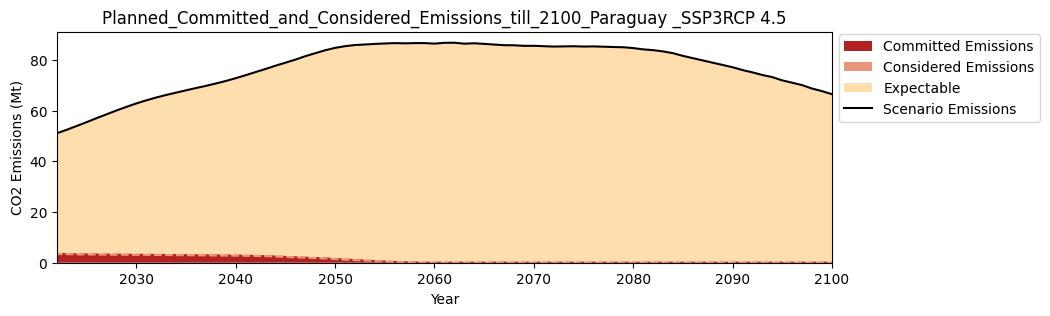 Planned_Committed_and_Considered_Emissions_till_2100_Paraguay _SSP3RCP 4.5
Committed Emissions
Considered Emissions
Expectable
Scenario Emissions
CO2 Emissions (Mt)
80
60
40
20
0
2030 2040 2050 2060 2070 2080 2090 2100
Year